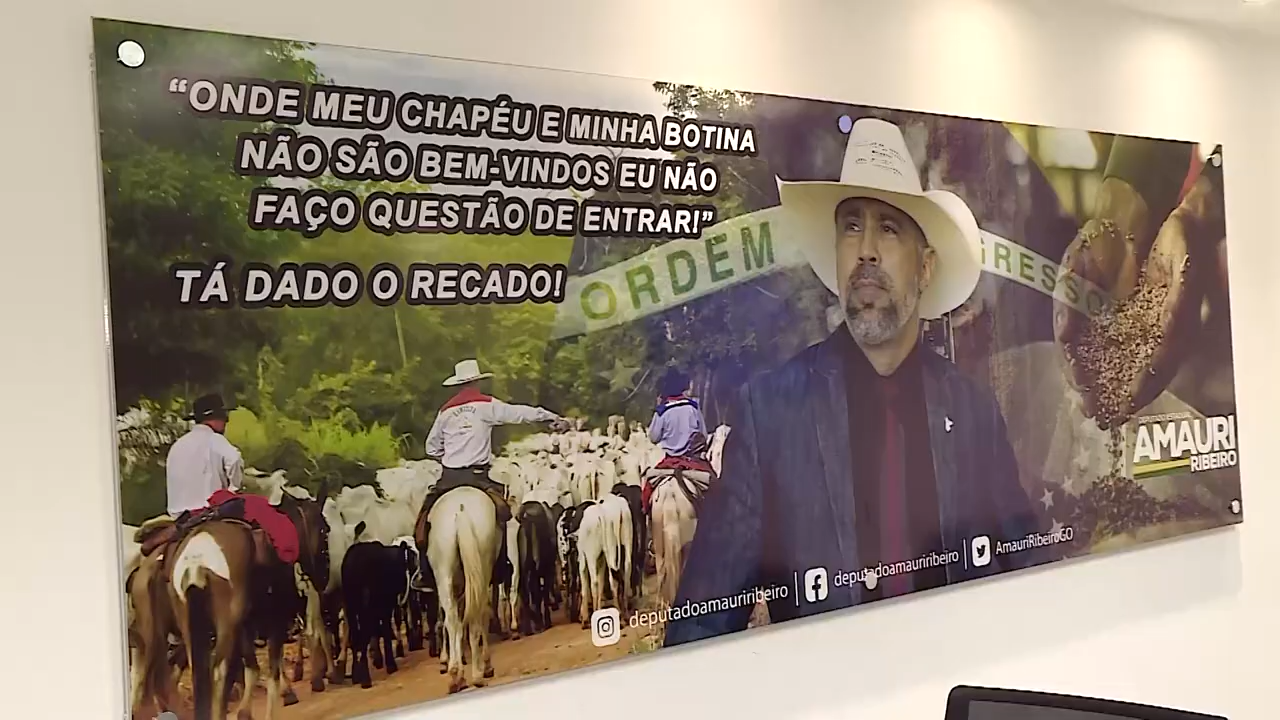 “ONDE MEU CHAPÉU E MINHA BOTINA
NÃO SÃO BEM-VINDOS EU NÃO
FAÇO QUESTÃO DE ENTRAR!”
TÁ DADO O RECADO!
ORDEM
GRESSO
AMAURI
RIBEIRO
deputadoamauriribeiro
deputadoamauriribeiro
AmauriRibeiroGO